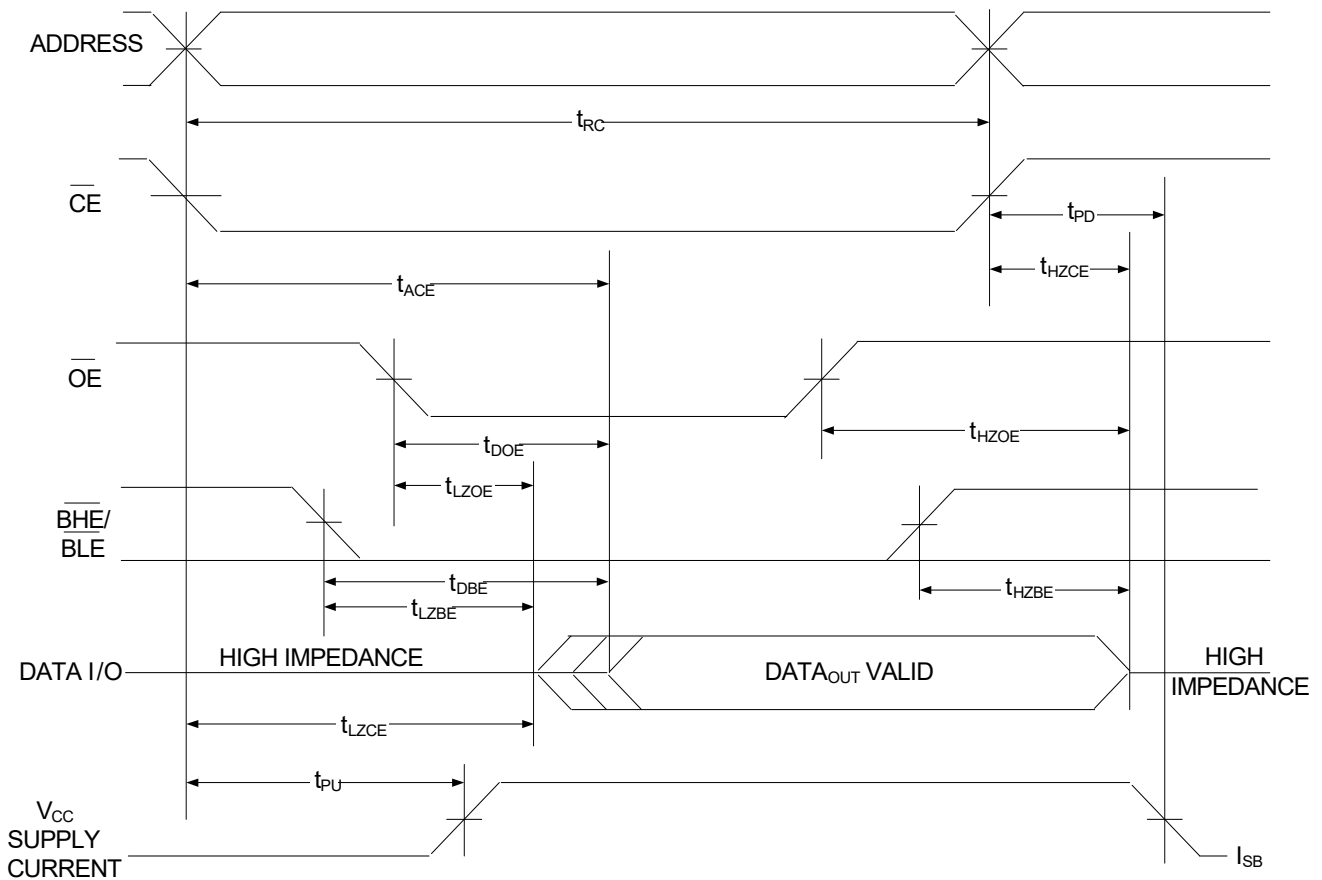 ADDRESS
tRC
CE
tPD
tHZCE
tACE
OE
tHZOE
tDOE
tLZOE
BHE/
BLE
tDBE
tHZBE
tLZBE
DATA I/O
HIGH IMPEDANCE
DATAOUT VALID
HIGH
IMPEDANCE
tLZCE
tPU
VCC
SUPPLY
CURRENT
ISB